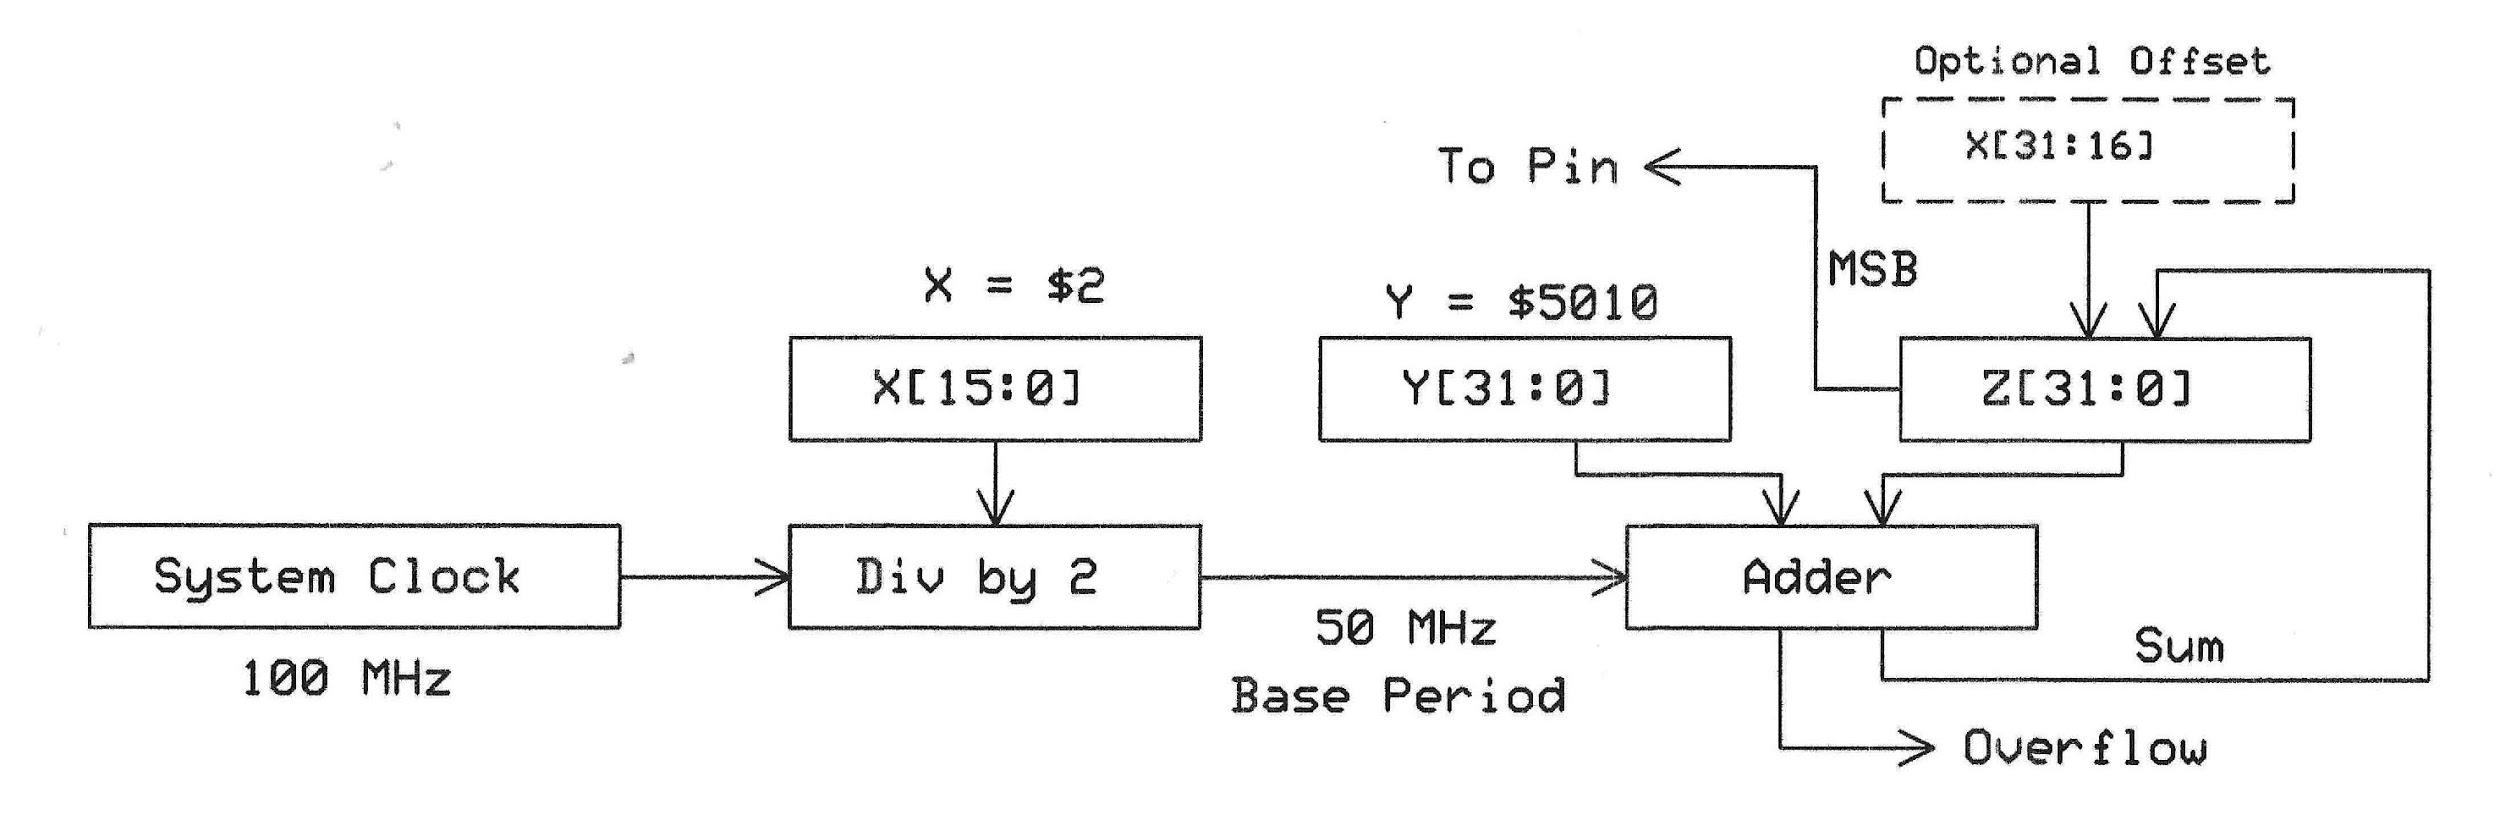 Optional Offset
X[31:16]
To Pin
MSB
X = $2
Y = $5010
X[15:0]
Y[31:0]
Z[31:0]
System Clock
Div by 2
Adder
100 MHz
50 MHz
Base Period
Sum
Overflow